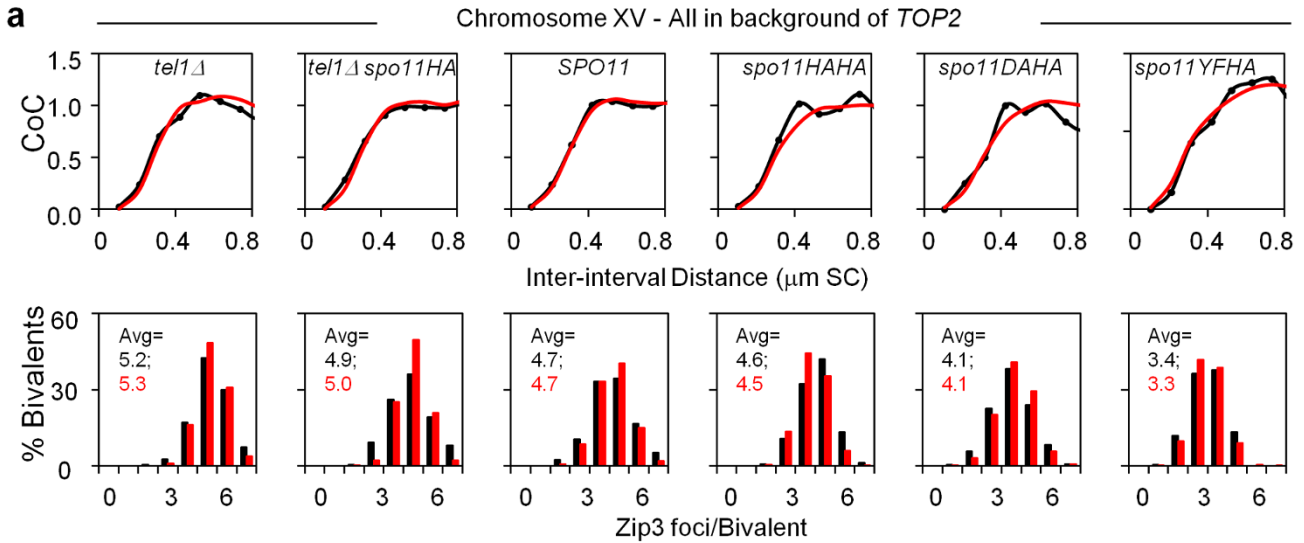 a
Chromosome XV - All in background of TOP2
tel1Δ
tel1Δ spo11HA
SPO11
spo11HAHA
spo11DAHA
spo11YFHA
CoC
1.5
1.0
0.5
0.0
0 0.4 0.8
0 0.4 0.8
0 0.4 0.8
0 0.4 0.8
0 0.4 0.8
0 0.4 0.8
Inter-interval Distance (μm SC)
% Bivalents
60
30
0
Avg=
5.2;
5.3
Avg=
4.9;
5.0
Avg=
4.7;
4.7
Avg=
4.6;
4.5
Avg=
4.1;
4.1
Avg=
3.4;
3.3
0 3 6
0 3 6
0 3 6
0 3 6
0 3 6
0 3 6
Zip3 foci/Bivalent